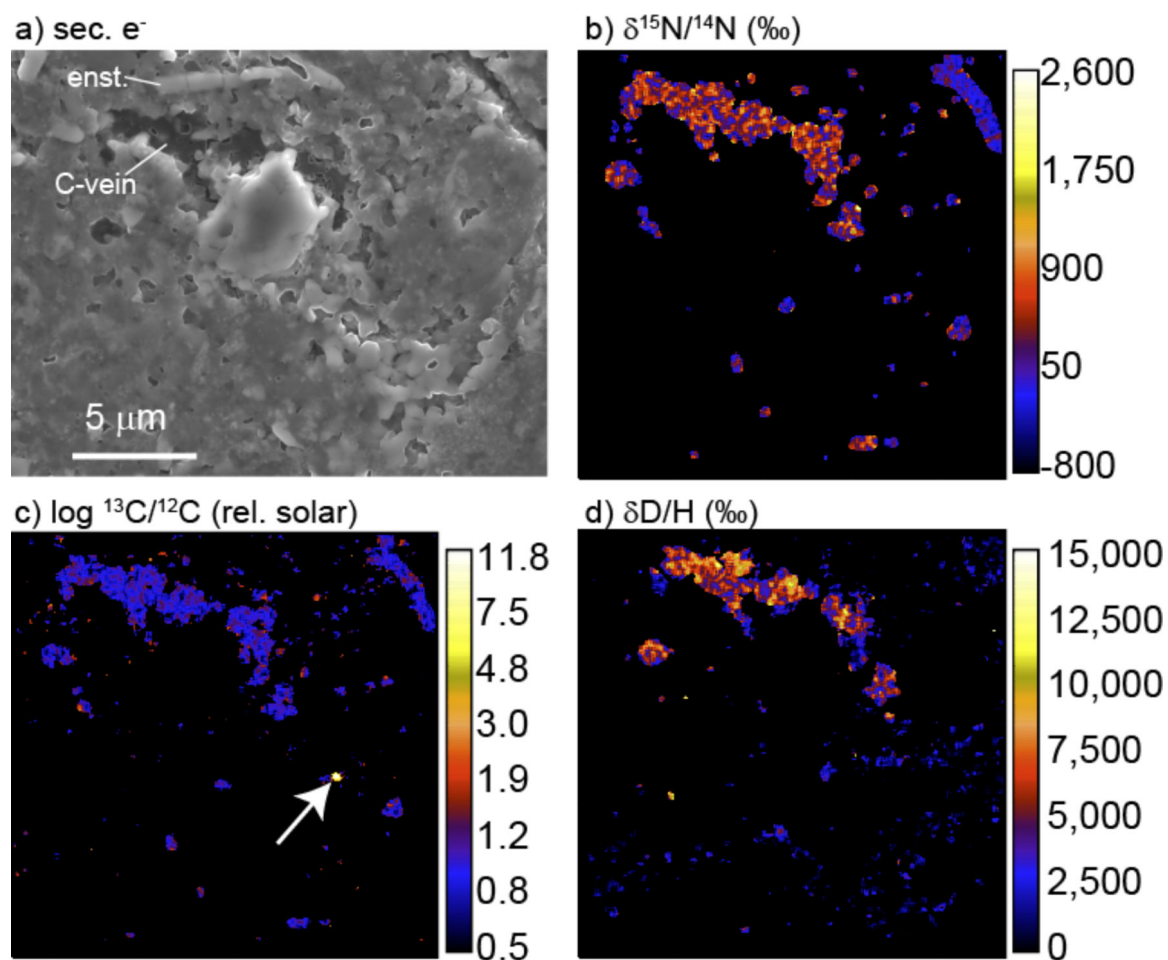 a) sec. e⁻
enst.
C-vein
5 μm
b) δ¹⁵N/¹⁴N (‰)
2,600
1,750
900
50
-800
c) log ¹³C/¹²C (rel. solar)
11.8
7.5
4.8
3.0
1.9
1.2
0.8
0.5
d) δD/H (‰)
15,000
12,500
10,000
7,500
5,000
2,500
0